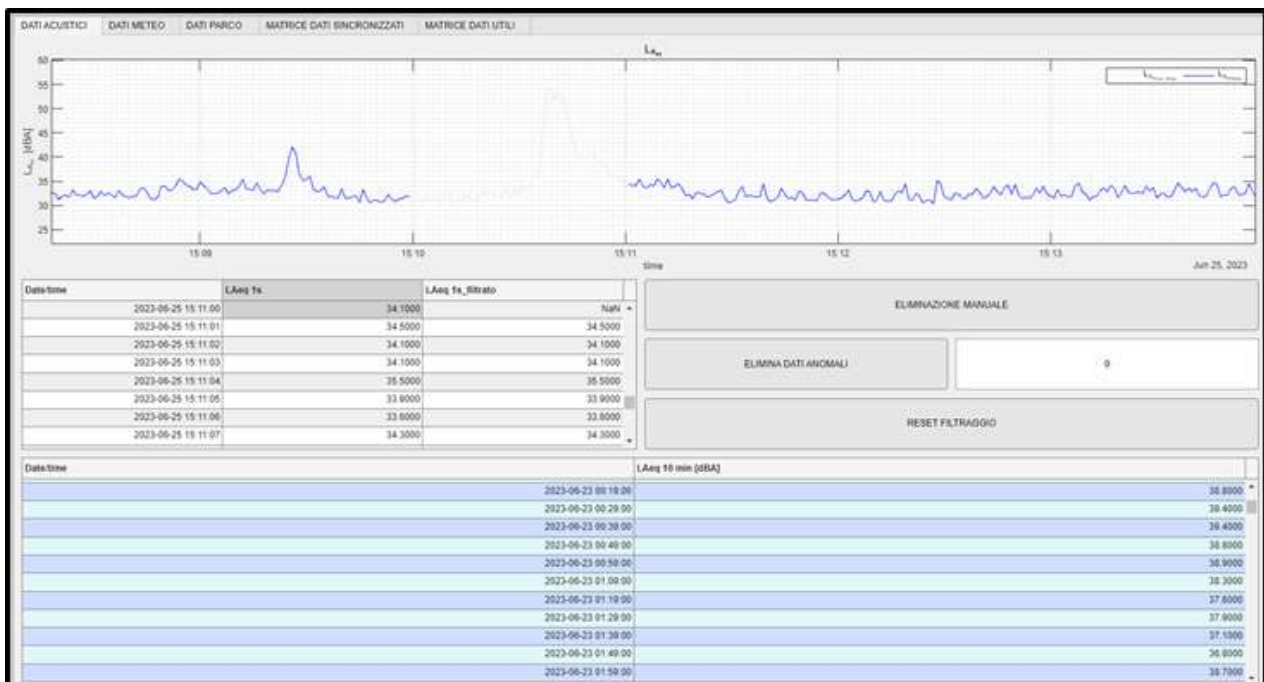 DATI ACUSTICI DATI METEO DATI PARCO MATRICE DATI SINCRONIZZATI MATRICE DATI UTILI
60
55
50
45
40
35
30
25
[dBA]
15:09 15:10 15:11 15:12 15:13
time Jun 25, 2023
Date/time LAeq 1s LAeq 1s_filtrato
2023-06-25 15:11:00 34.1000 NaN
2023-06-25 15:11:01 34.5000 34.5000
2023-06-25 15:11:02 34.1000 34.1000
2023-06-25 15:11:03 34.1000 34.1000
2023-06-25 15:11:04 35.5000 35.5000
2023-06-25 15:11:05 33.9000 33.9000
2023-06-25 15:11:06 33.6000 33.6000
2023-06-25 15:11:07 34.3000 34.3000
ELIMINAZIONE MANUALE
ELIMINA DATI ANOMALI 0
RESET FILTRAGGIO
Date/time LAeq 10 min [dBA]
2023-06-23 00:19:00 38.8000
2023-06-23 00:29:00 39.4000
2023-06-23 00:39:00 39.4000
2023-06-23 00:49:00 38.8000
2023-06-23 00:59:00 38.9000
2023-06-23 01:09:00 38.3000
2023-06-23 01:19:00 37.6000
2023-06-23 01:29:00 37.9000
2023-06-23 01:39:00 37.1000
2023-06-23 01:49:00 36.8000
2023-06-23 01:59:00 38.7000